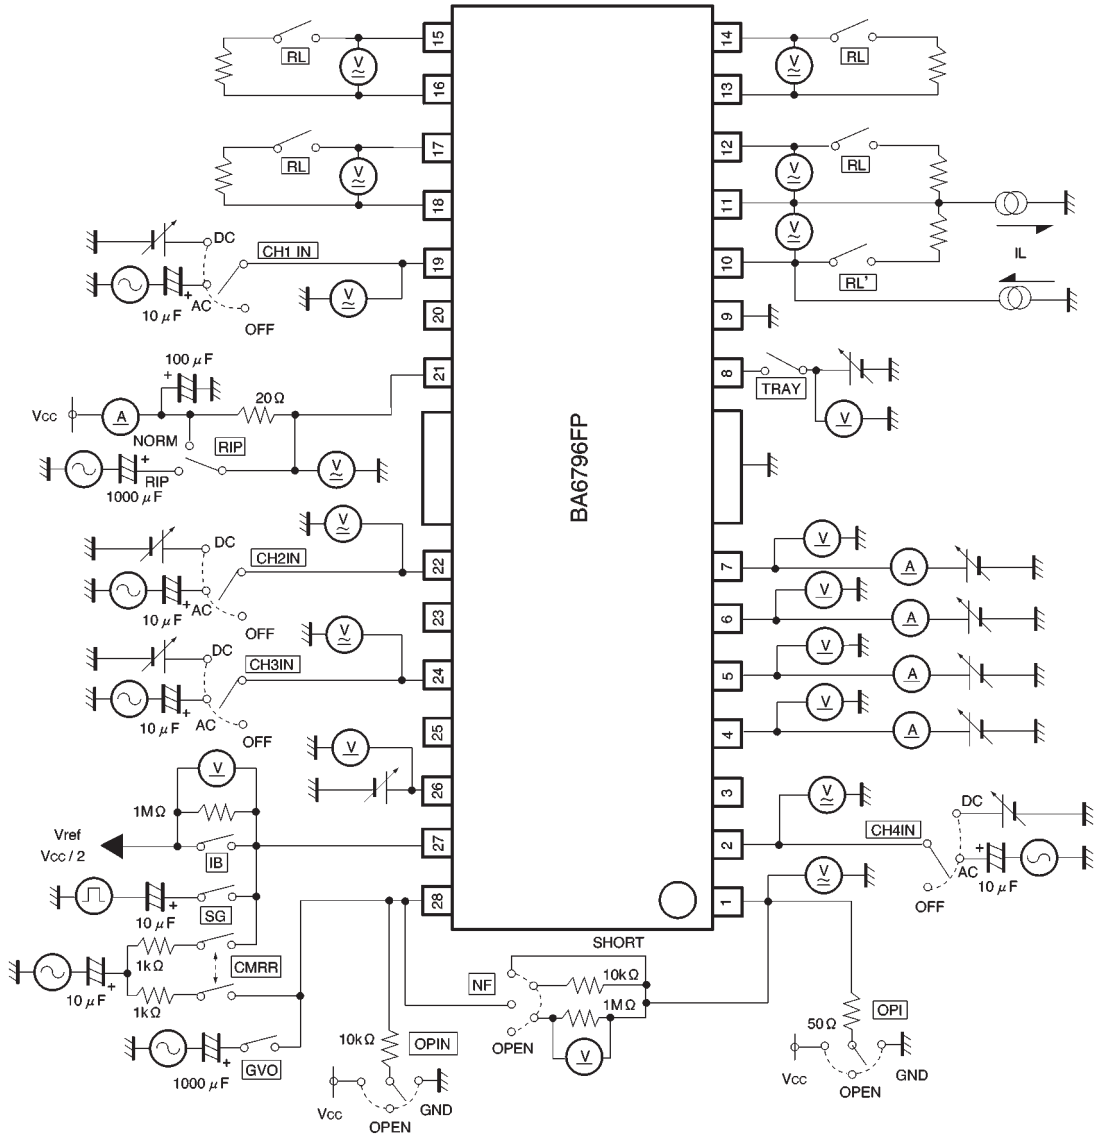 15
RL
V
16
17
RL
V
18
DC
CH1 IN
19
AC
10 μF
+
V
OFF
20
100 μF
+
21
Vcc
A
20Ω
NORM
RIP
+
RIP
1000 μF
V
V
DC
CH2IN
22
10 μF
+
AC
OFF
23
V
DC
CH3IN
24
10 μF
+
AC
OFF
25
V
26
V
1MΩ
Vref
Vcc / 2
IB
27
10 μF
+
SG
28
1kΩ
CMRR
10 μF
+
1kΩ
1000 μF
+
GVO
10kΩ
OPIN
Vcc
GND
OPEN
BA6796FP
14
RL
V
13
12
RL
V
11
V
IL
10
RL'
9
8
TRAY
V
7
V
A
6
V
A
5
V
A
4
V
A
3
V
DC
2
CH4IN
+
AC
10 μF
OFF
1
V
SHORT
NF
10kΩ
1MΩ
OPEN
V
50Ω
OPI
Vcc
GND
OPEN